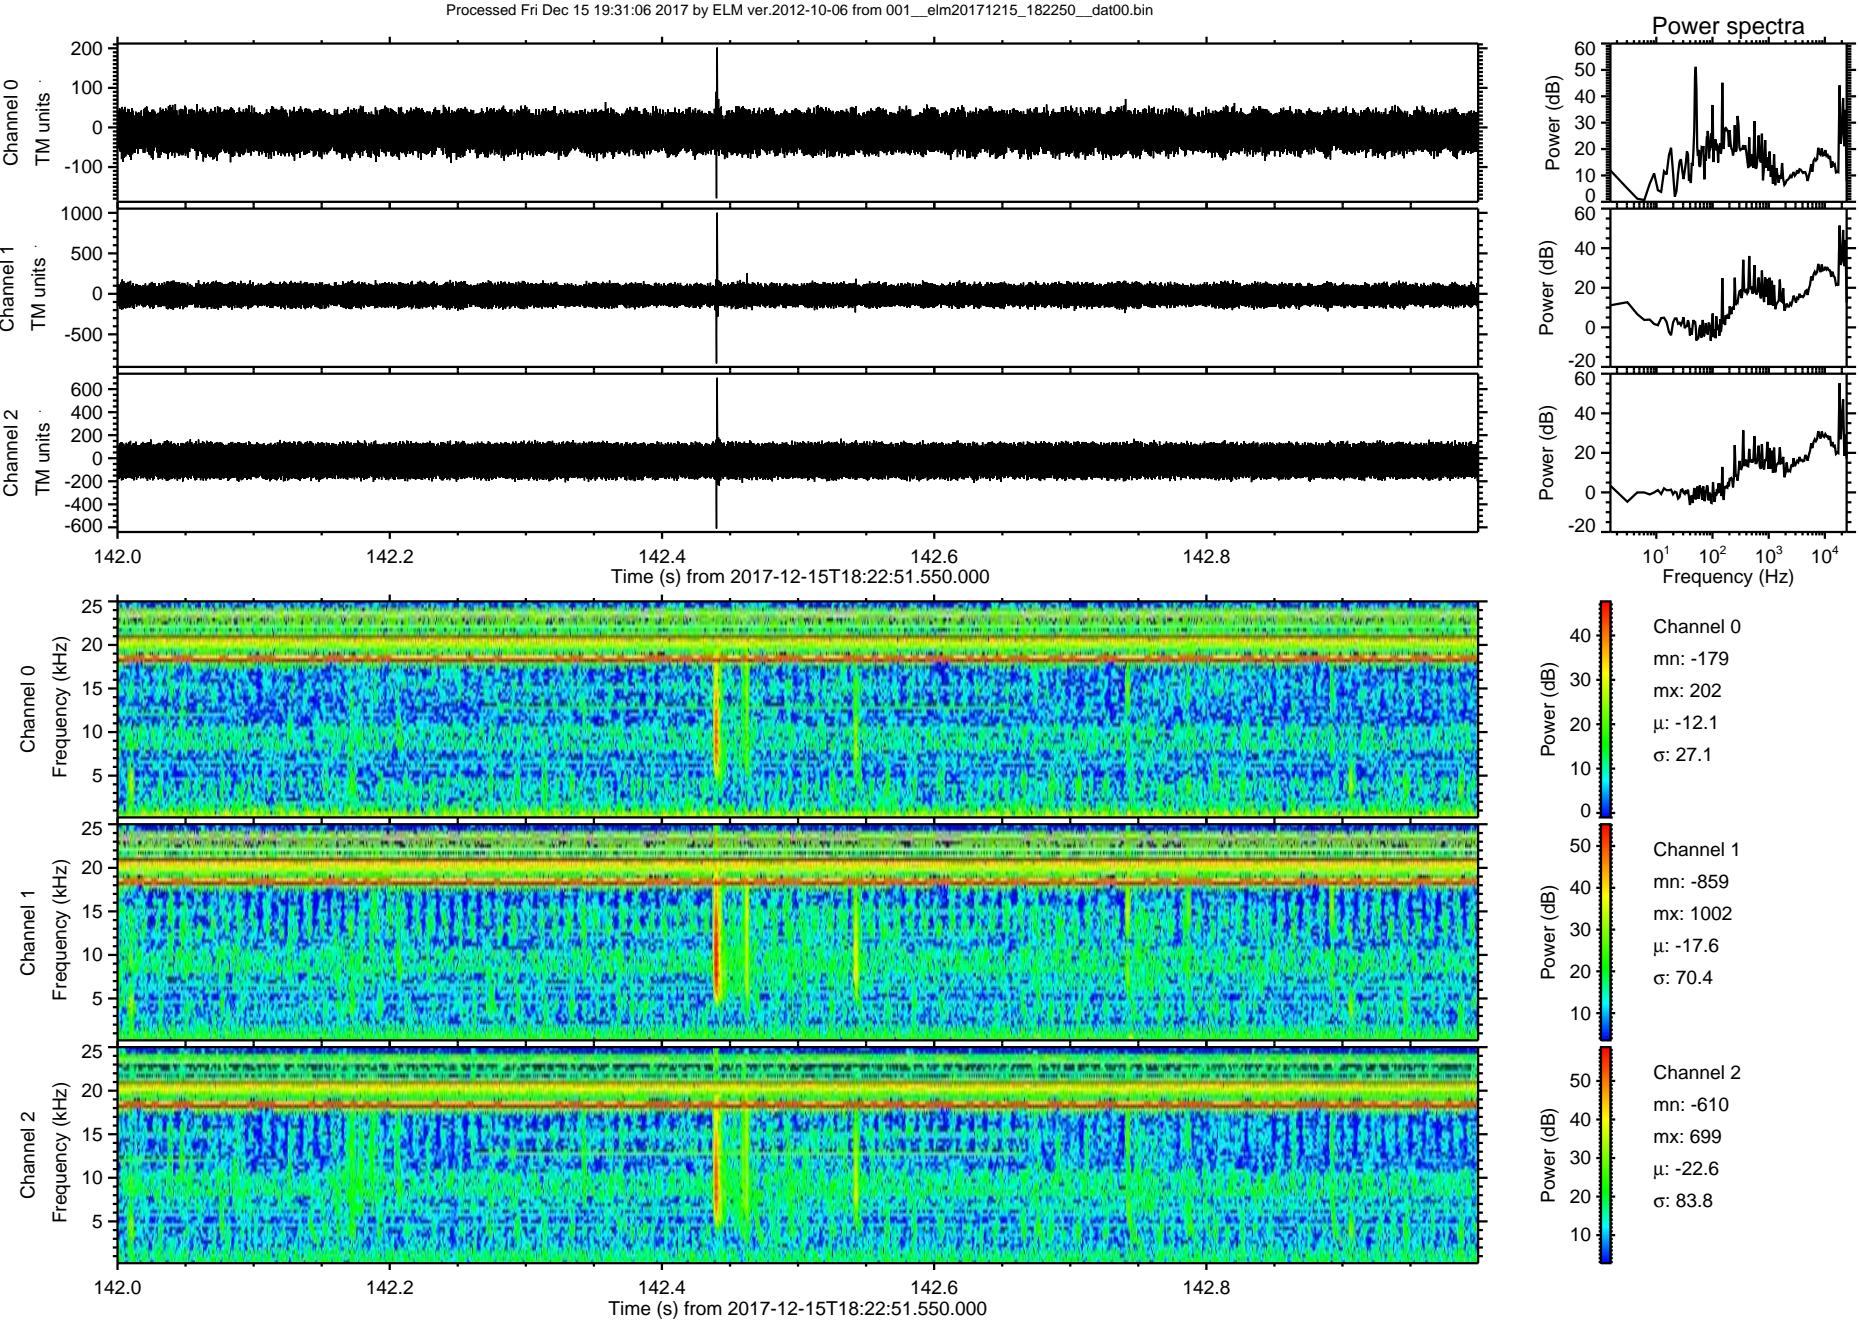 Processed Fri Dec 15 19:31:06 2017 by ELM ver.2012-10-06 from 001__elm20171215_182250__dat00.bin
Power spectra
Channel 0
TM units
200
100
0
-100
Power (dB)
60
50
40
30
20
10
0
Channel 1
TM units
1000
500
0
-500
Power (dB)
60
40
20
0
-20
Channel 2
TM units
600
400
200
0
-200
-400
-600
Power (dB)
60
40
20
0
-20
142.0 142.2 142.4 142.6 142.8
Time (s) from 2017-12-15T18:22:51.550.000
10¹ 10² 10³ 10⁴
Frequency (Hz)
Channel 0
Frequency (kHz)
25
20
15
10
5
Power (dB)
40
30
20
10
0
Channel 0
mn: -179
mx: 202
μ: -12.1
σ: 27.1
Channel 1
Frequency (kHz)
25
20
15
10
5
Power (dB)
50
40
30
20
10
Channel 1
mn: -859
mx: 1002
μ: -17.6
σ: 70.4
Channel 2
Frequency (kHz)
25
20
15
10
5
Power (dB)
50
40
30
20
10
Channel 2
mn: -610
mx: 699
μ: -22.6
σ: 83.8
142.0 142.2 142.4 142.6 142.8
Time (s) from 2017-12-15T18:22:51.550.000